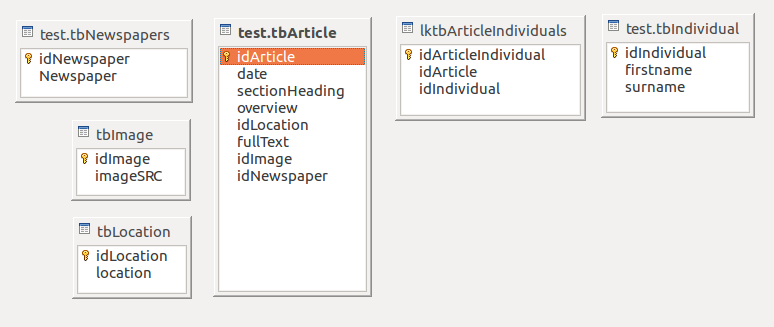 test.tbNewspapers
idNewspaper
Newspaper
tbImage
idImage
imageSRC
tbLocation
idLocation
location
test.tbArticle
idArticle
date
sectionHeading
overview
idLocation
fullText
idImage
idNewspaper
lktbArticleIndividuals
idArticleIndividual
idArticle
idIndividual
test.tbIndividual
idIndividual
firstname
surname